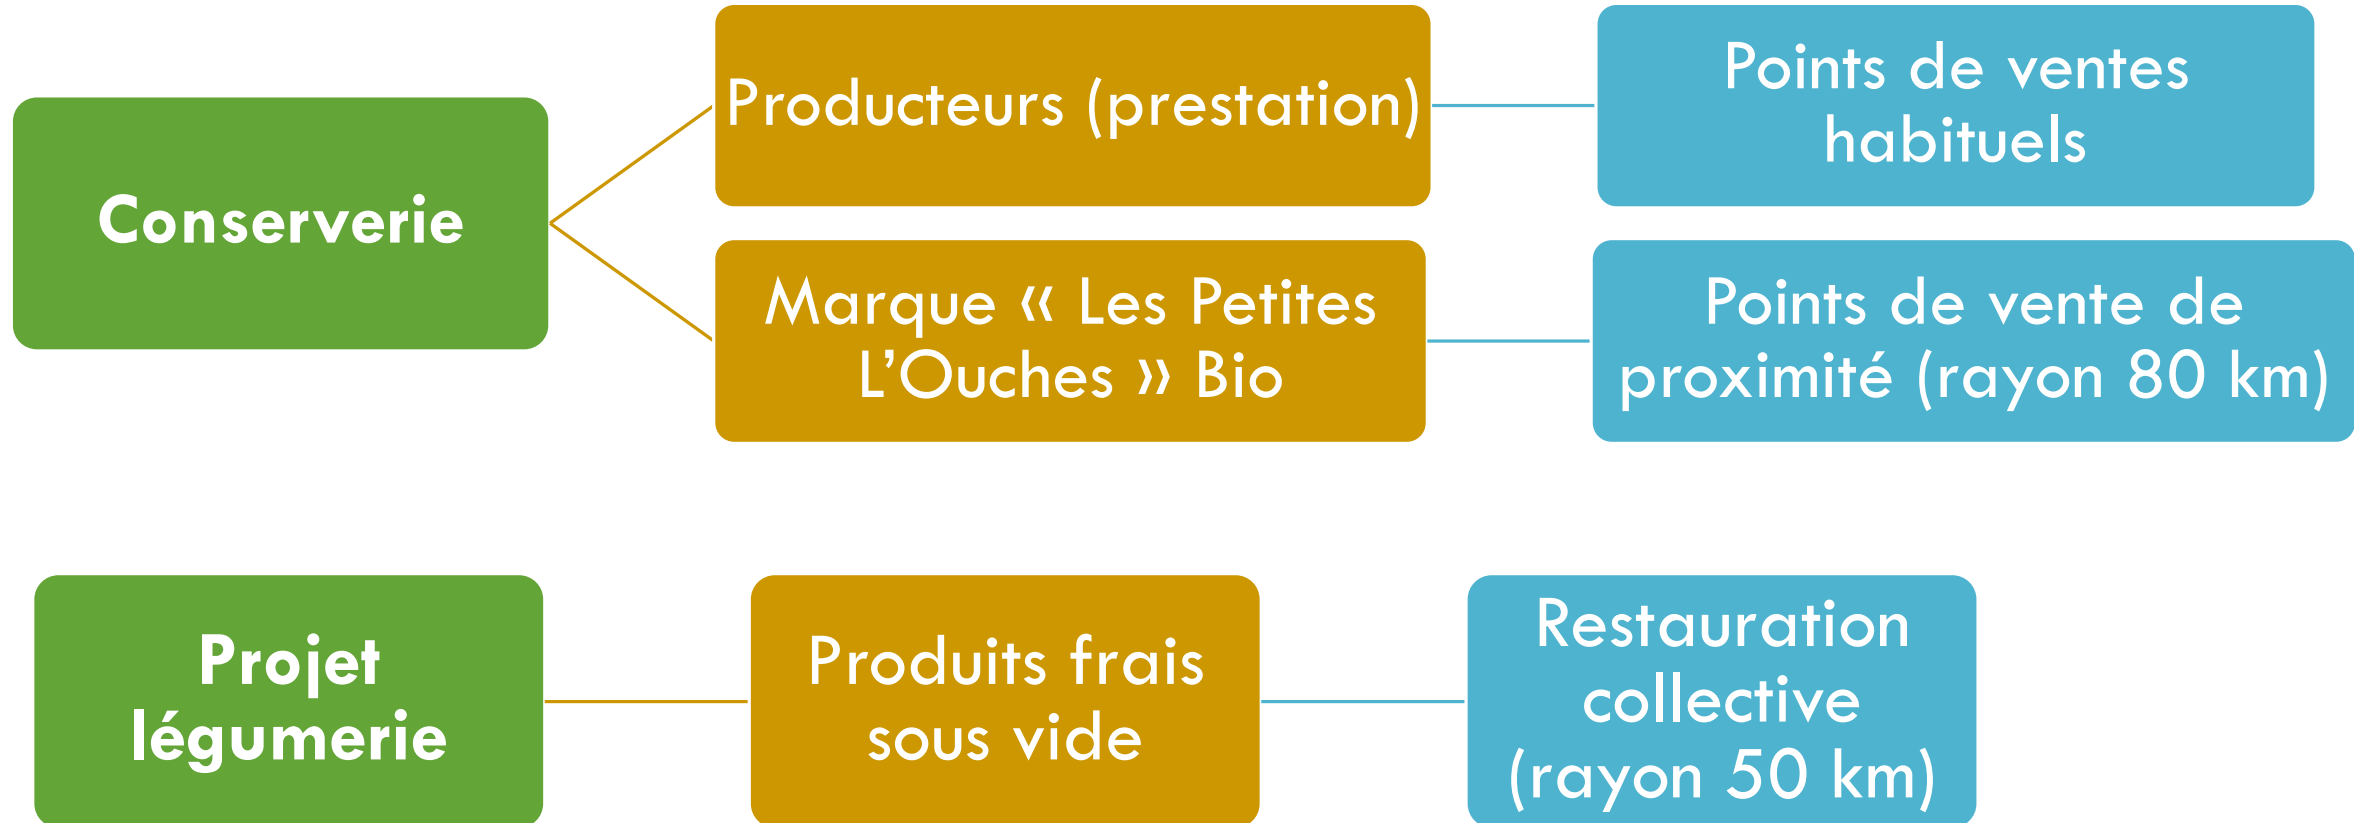 Conserverie
Producteurs (prestation)
Points de ventes
habituels
Marque « Les Petites
L’Ouches » Bio
Points de vente de
proximité (rayon 80 km)
Projet
légumerie
Produits frais
sous vide
Restauration
collective
(rayon 50 km)